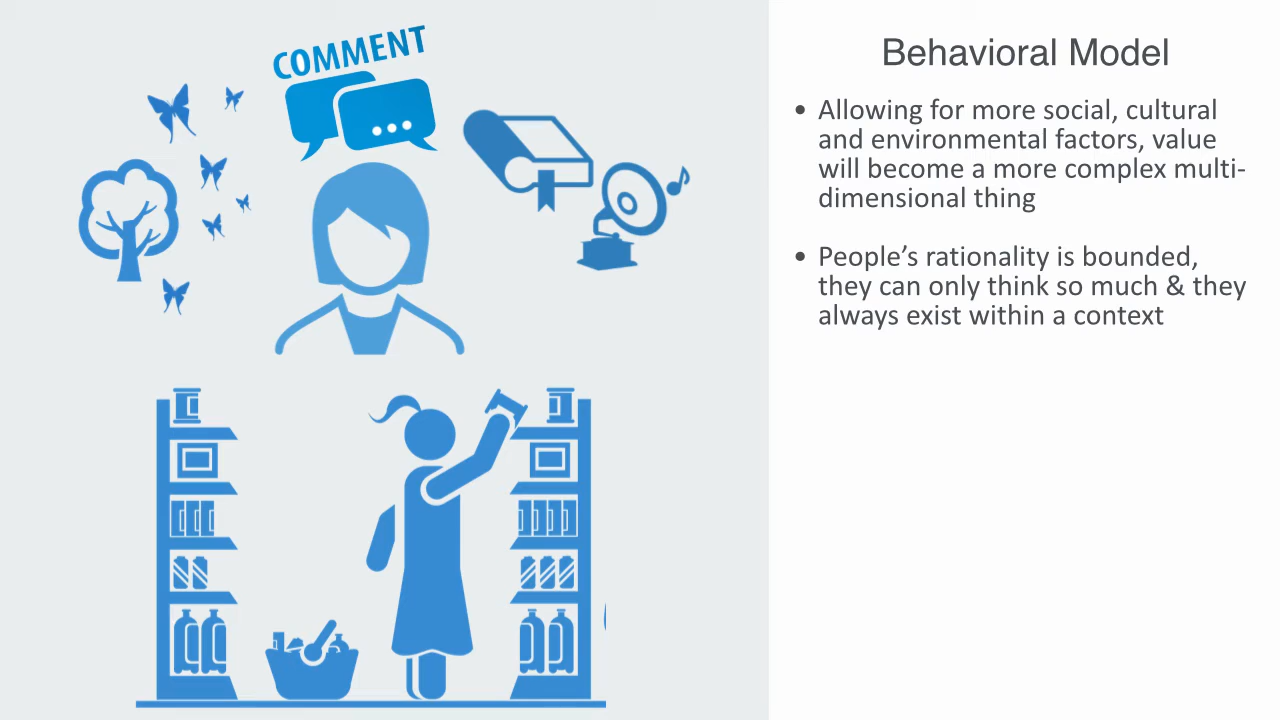 COMMENT
Behavioral Model
• Allowing for more social, cultural
and environmental factors, value
will become a more complex multi-
dimensional thing
• People’s rationality is bounded,
they can only think so much & they
always exist within a context